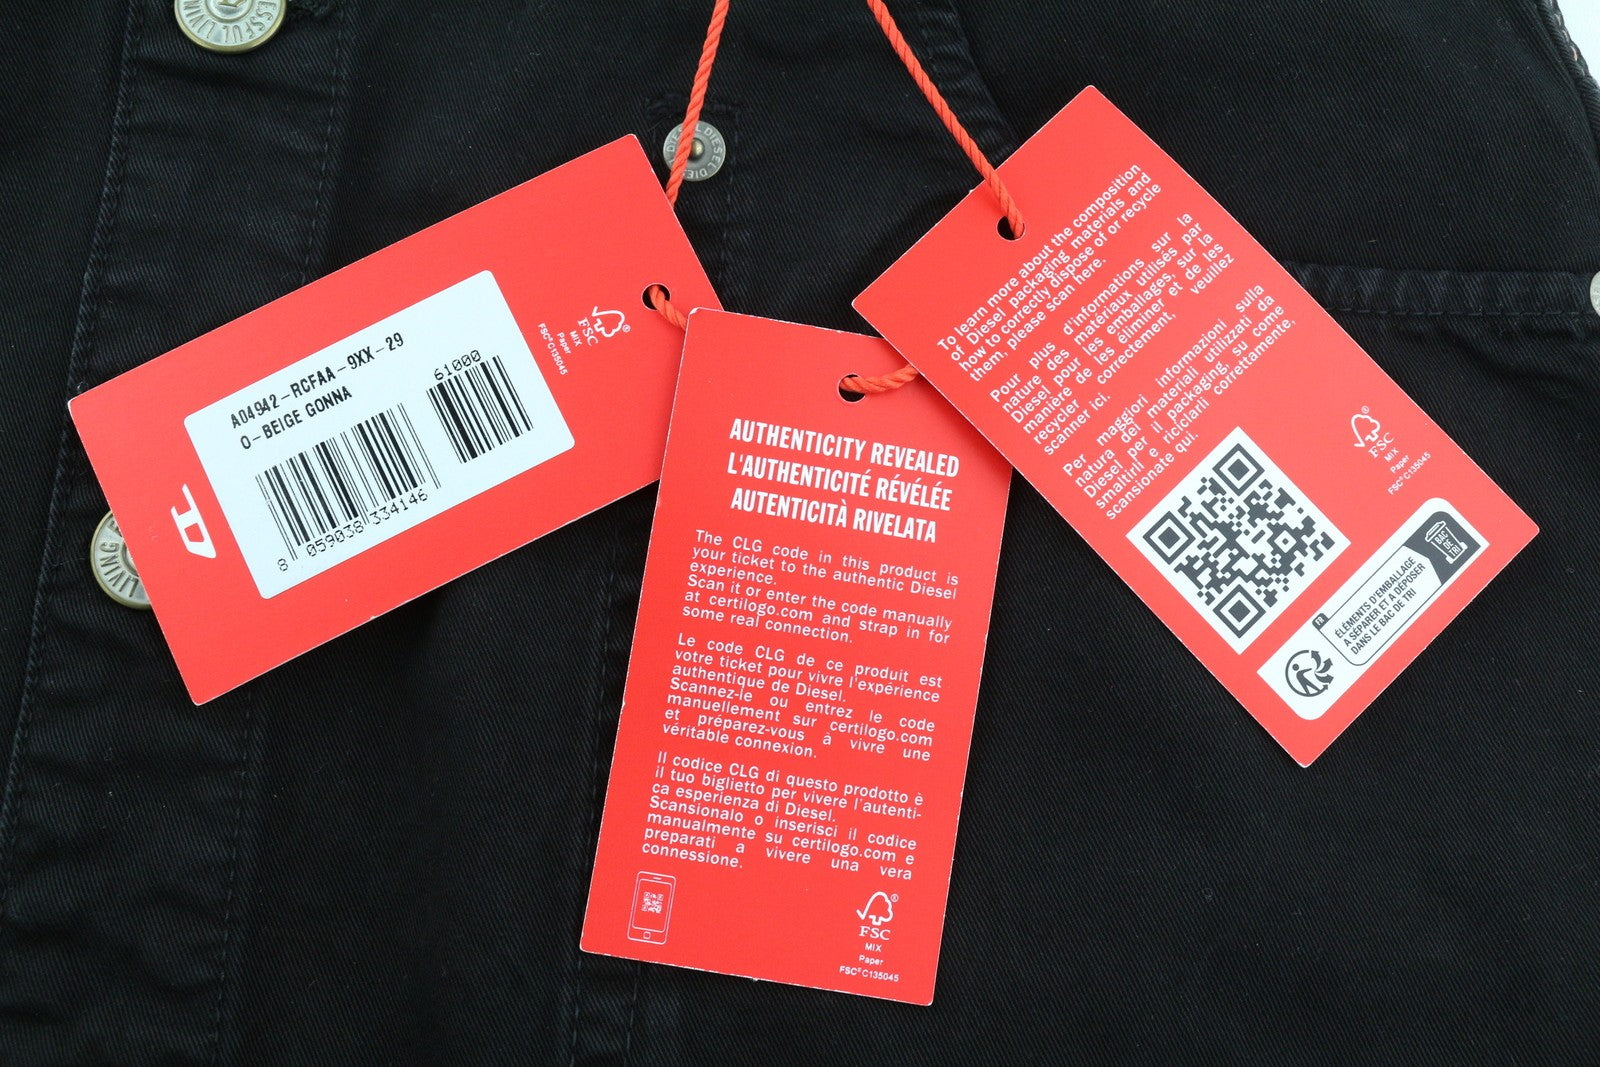 ESSFUL LIVIN
DIESEL DIESEL DIES
LIVING
A04942-RCFAA-9XX-29
O-BEIGE GONNA
61000
8 059038 334146
D
FSC®
MIX
Paper
FSC® C135045
AUTHENTICITY REVEALED
L'AUTHENTICITÉ RÉVÉLÉE
AUTENTICITÀ RIVELATA
The CLG code in this product is
your ticket to the authentic Diesel
experience.
Scan it or enter the code manually
at certilogo.com and strap in for
some real connection.
Le code CLG de ce produit est
votre ticket pour vivre l'expérience
authentique de Diesel.
Scannez-le ou entrez le code
manuellement sur certilogo.com
et préparez-vous à vivre une
véritable connexion.
Il codice CLG di questo prodotto è
il tuo biglietto per vivere l'autenti-
ca esperienza di Diesel.
Scansionalo o inserisci il codice
manualmente su certilogo.com e
preparati a vivere una vera
connessione.
FSC®
MIX
Paper
FSC® C135045
To learn more about the composition
of Diesel packaging materials and
how to correctly dispose of or recycle
them, please scan here.
Pour plus d'informations sur la
nature des matériaux utilisés par
Diesel pour les emballages, sur la
manière de les éliminer et de les
recycler correctement, veuillez
scanner ici.
Per maggiori informazioni sulla
natura dei materiali utilizzati da
Diesel per il packaging, su come
smaltirli e riciclarli correttamente,
scansionate qui.
FSC®
MIX
Paper
FSC® C135045
FR
ÉLÉMENTS D'EMBALLAGE
À SÉPARER ET À DÉPOSER
DANS LE BAC DE TRI
BAC
DE
TRI